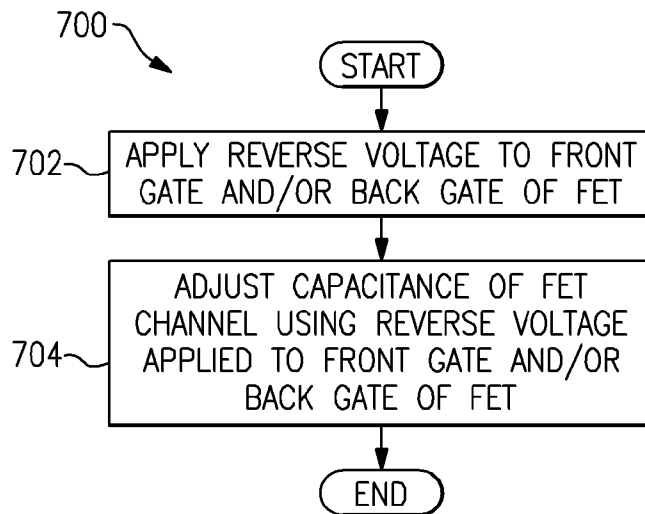 700
START
702
APPLY REVERSE VOLTAGE TO FRONT
GATE AND/OR BACK GATE OF FET
704
ADJUST CAPACITANCE OF FET
CHANNEL USING REVERSE VOLTAGE
APPLIED TO FRONT GATE AND/OR
BACK GATE OF FET
END